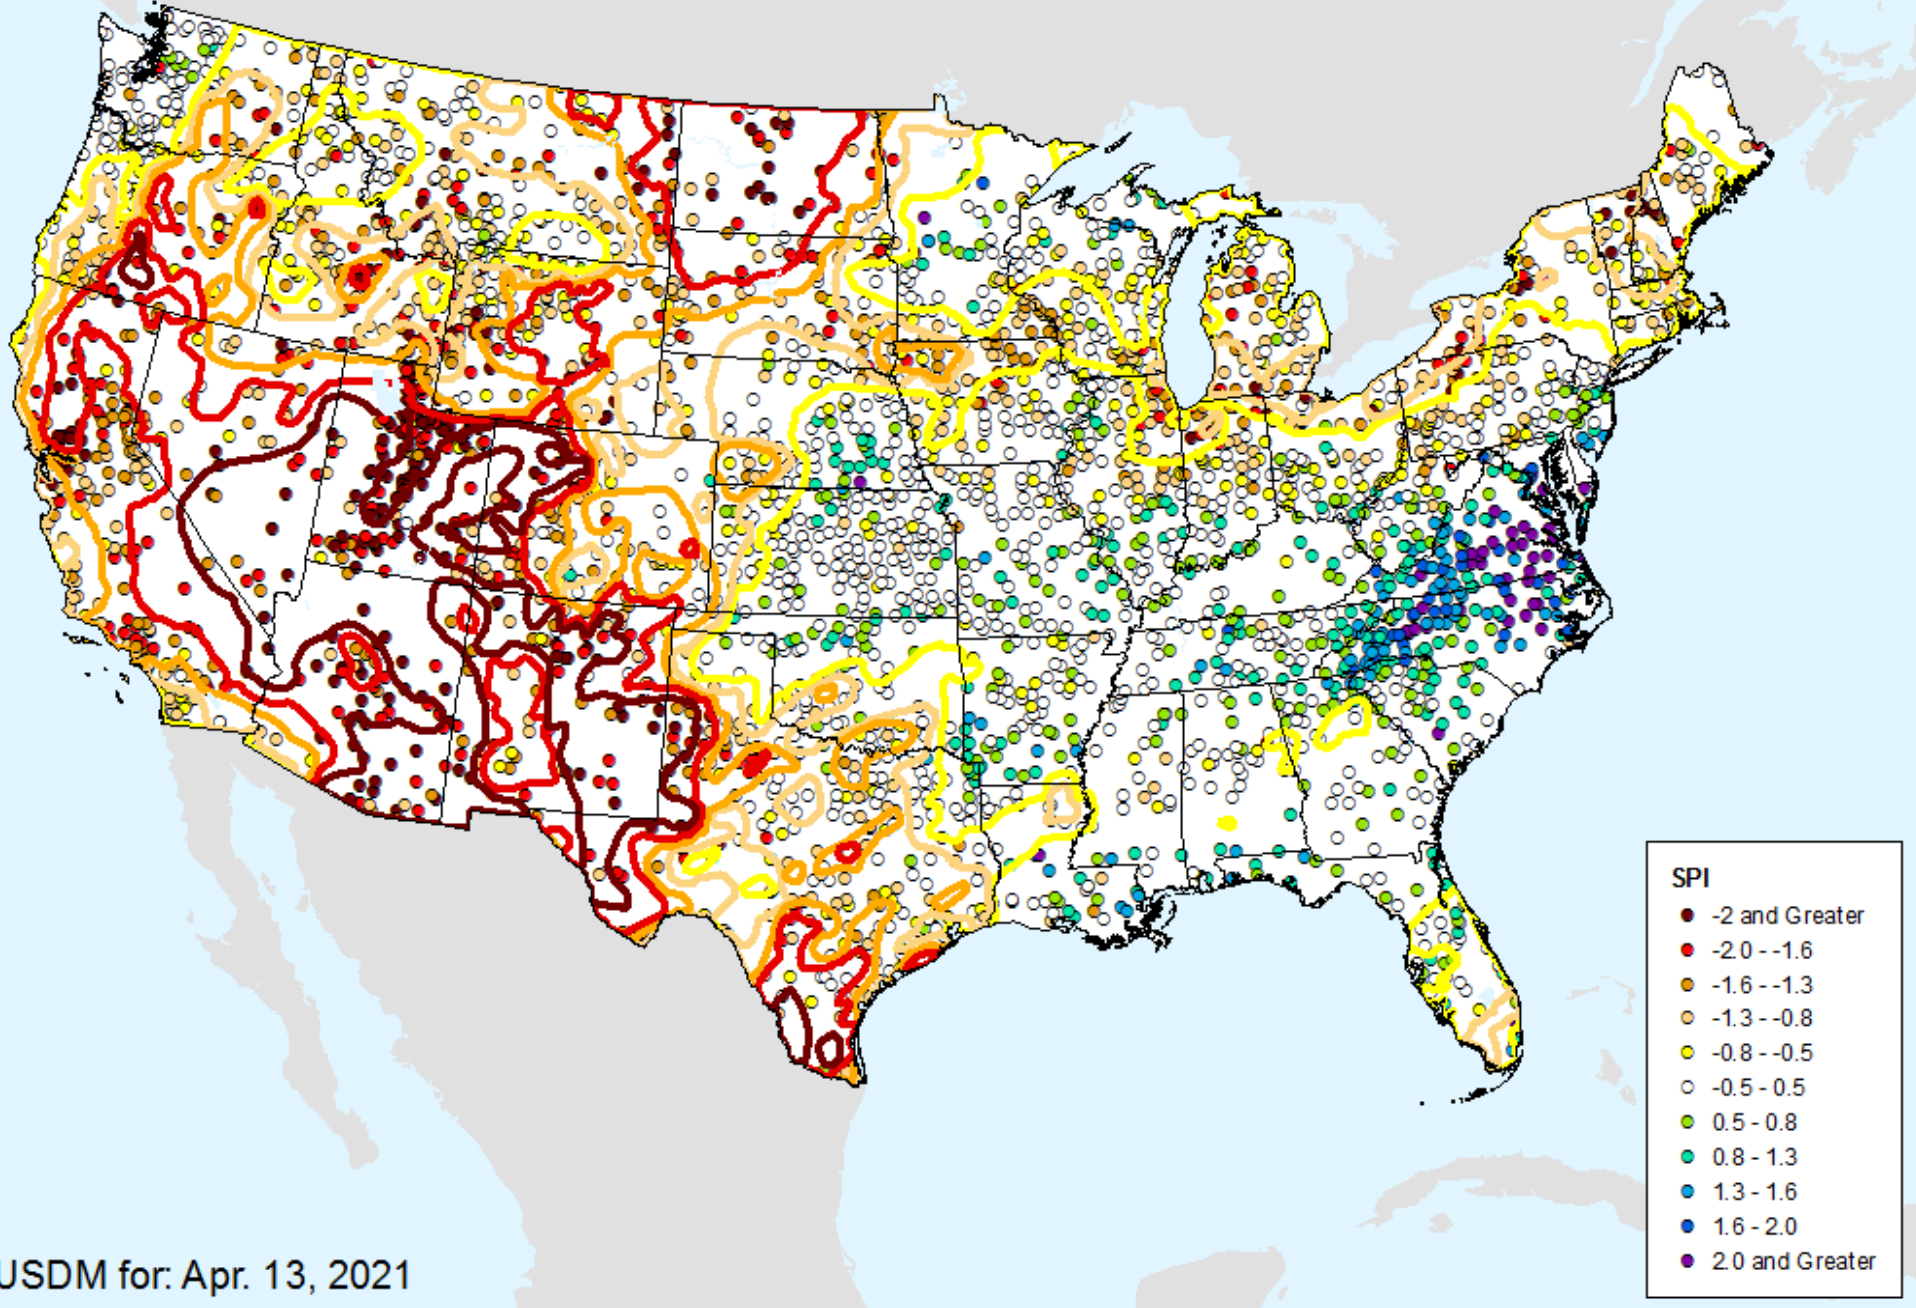 SPI
-2 and Greater
-2.0 - -1.6
-1.6 - -1.3
-1.3 - -0.8
-0.8 - -0.5
-0.5 - 0.5
0.5 - 0.8
0.8 - 1.3
1.3 - 1.6
1.6 - 2.0
2.0 and Greater
USDM for: Apr. 13, 2021